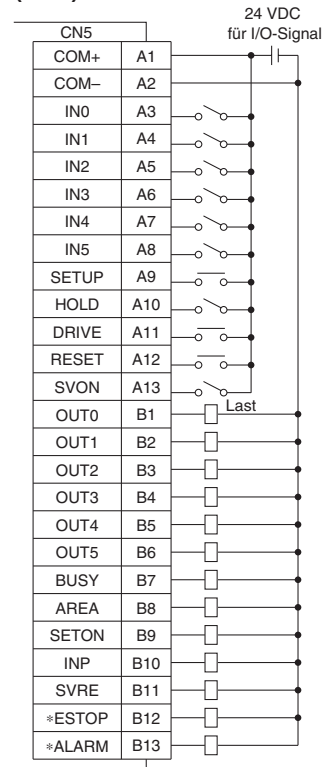 24 VDC
für I/O-Signal
CN5
COM+ A1
COM– A2
IN0 A3
IN1 A4
IN2 A5
IN3 A6
IN4 A7
IN5 A8
SETUP A9
HOLD A10
DRIVE A11
RESET A12
SVON A13
Last
OUT0 B1
OUT1 B2
OUT2 B3
OUT3 B4
OUT4 B5
OUT5 B6
BUSY B7
AREA B8
SETON B9
INP B10
SVRE B11
∗ESTOP B12
∗ALARM B13